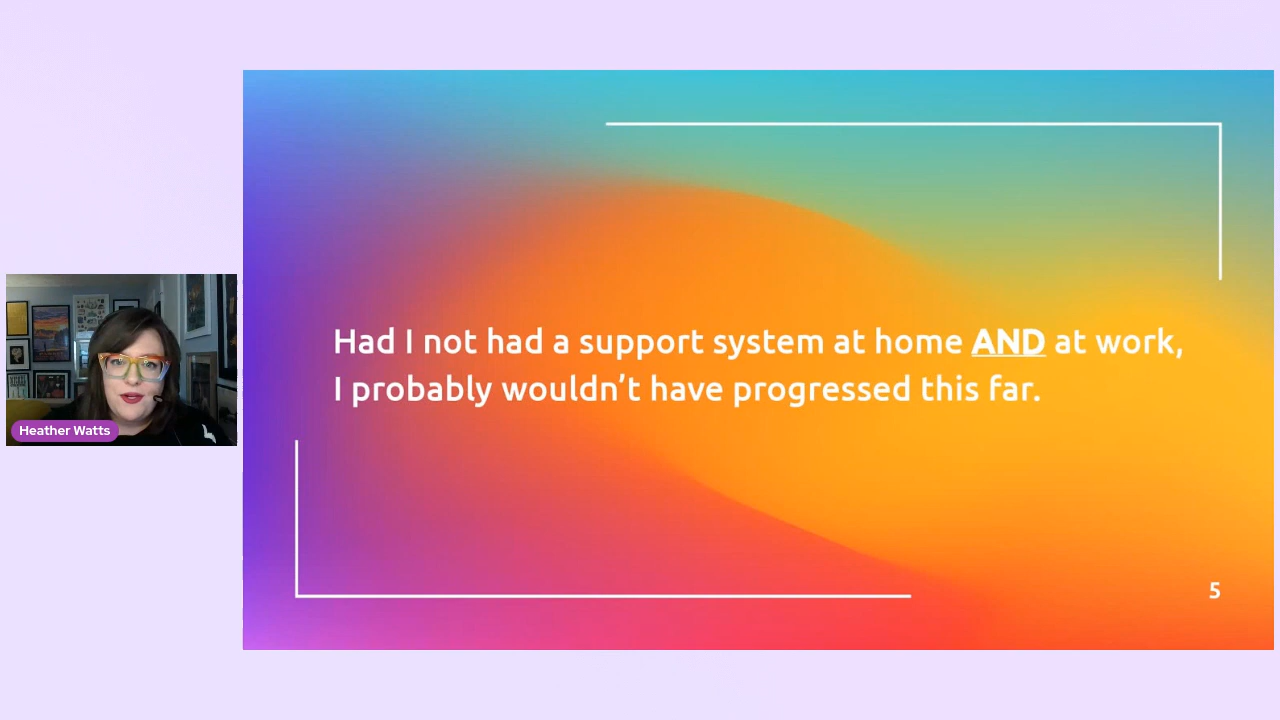 Had I not had a support system at home AND at work,
I probably wouldn’t have progressed this far.
Heather Watts
5